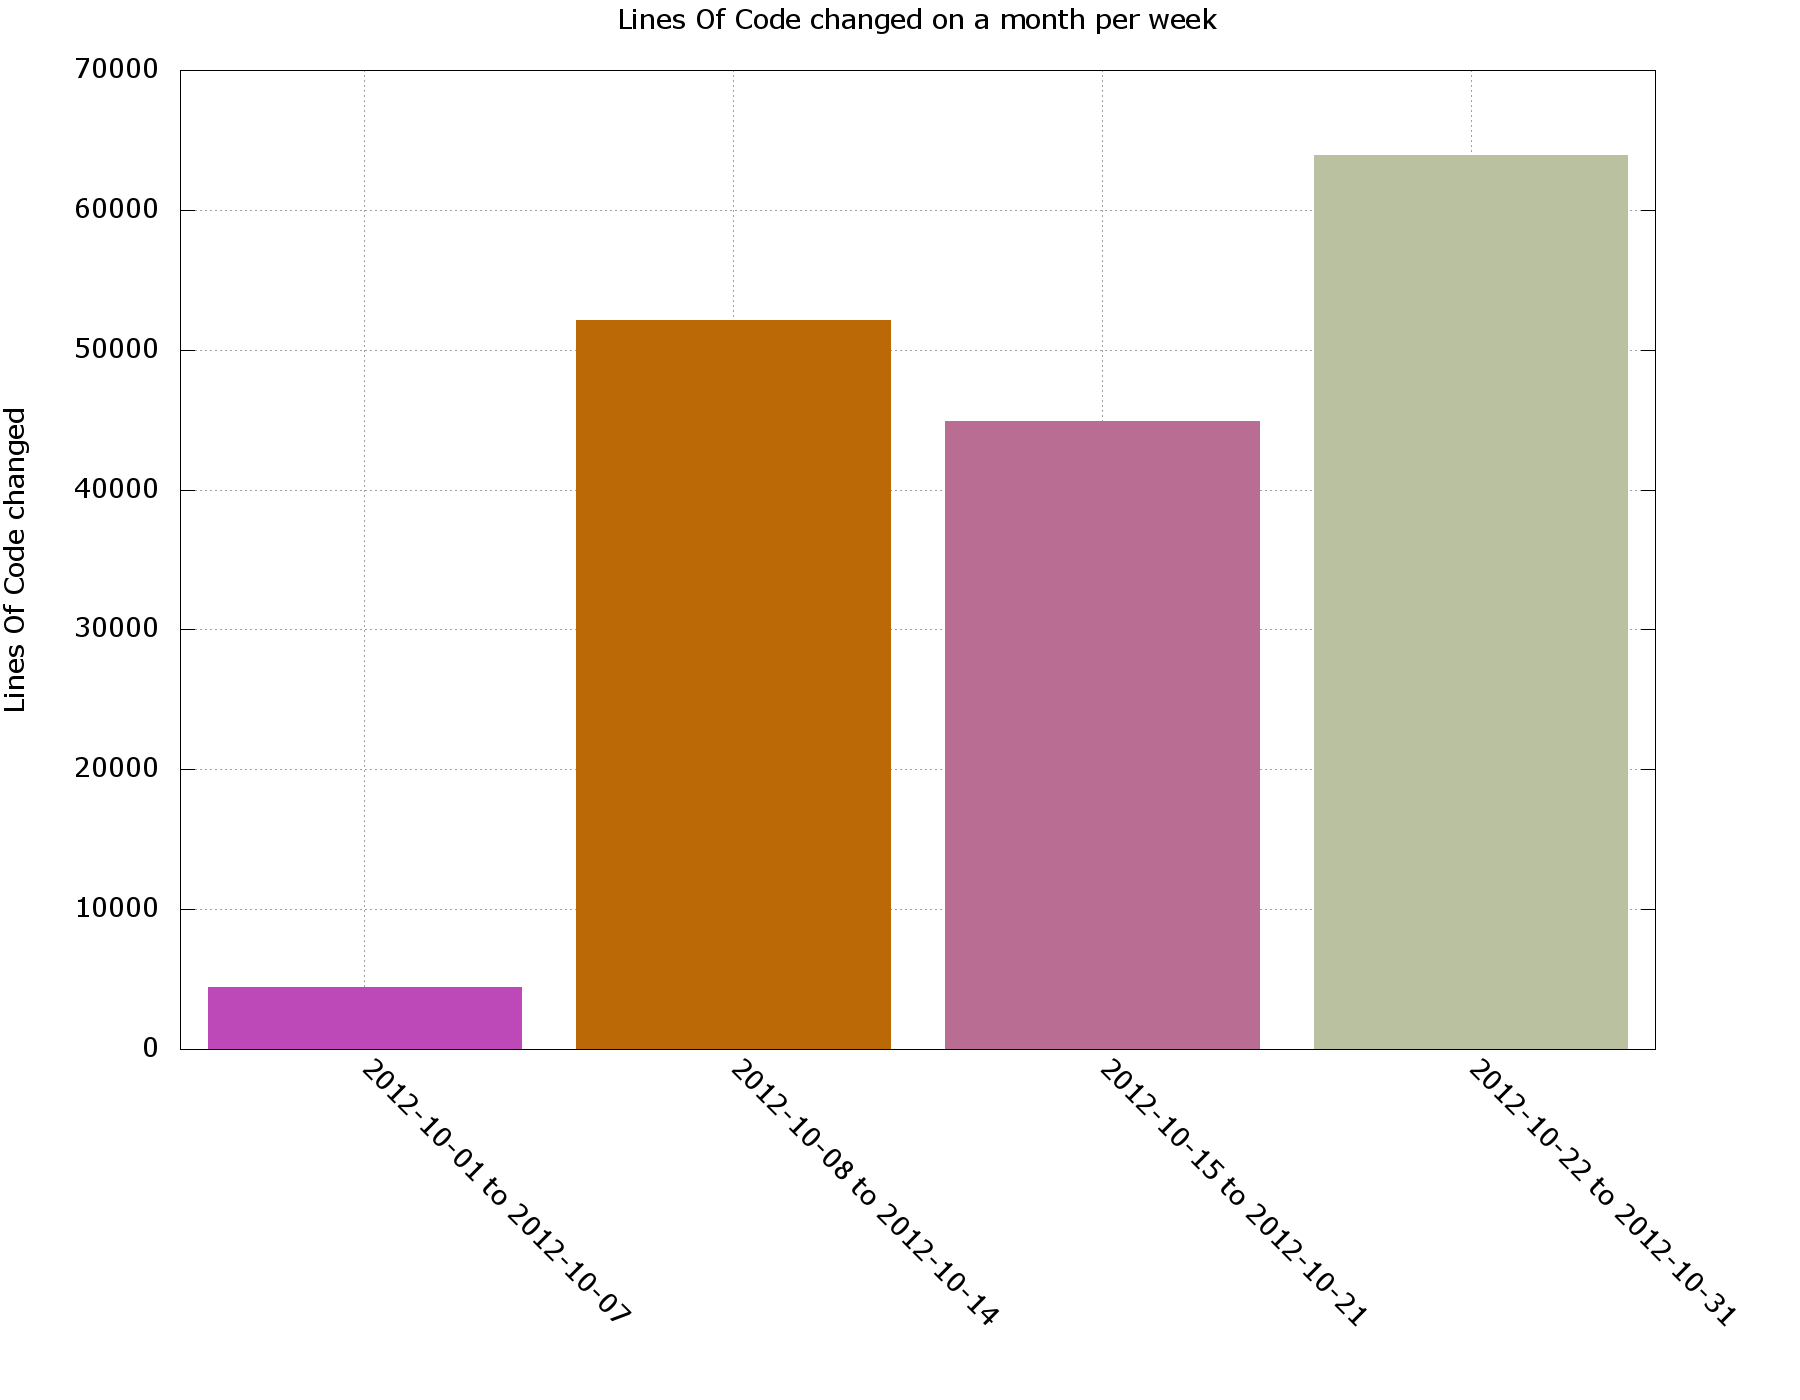 Lines Of Code changed on a month per week
70000
60000
50000
40000
30000
20000
10000
0
Lines Of Code changed
2012-10-01 to 2012-10-07
2012-10-08 to 2012-10-14
2012-10-15 to 2012-10-21
2012-10-22 to 2012-10-31